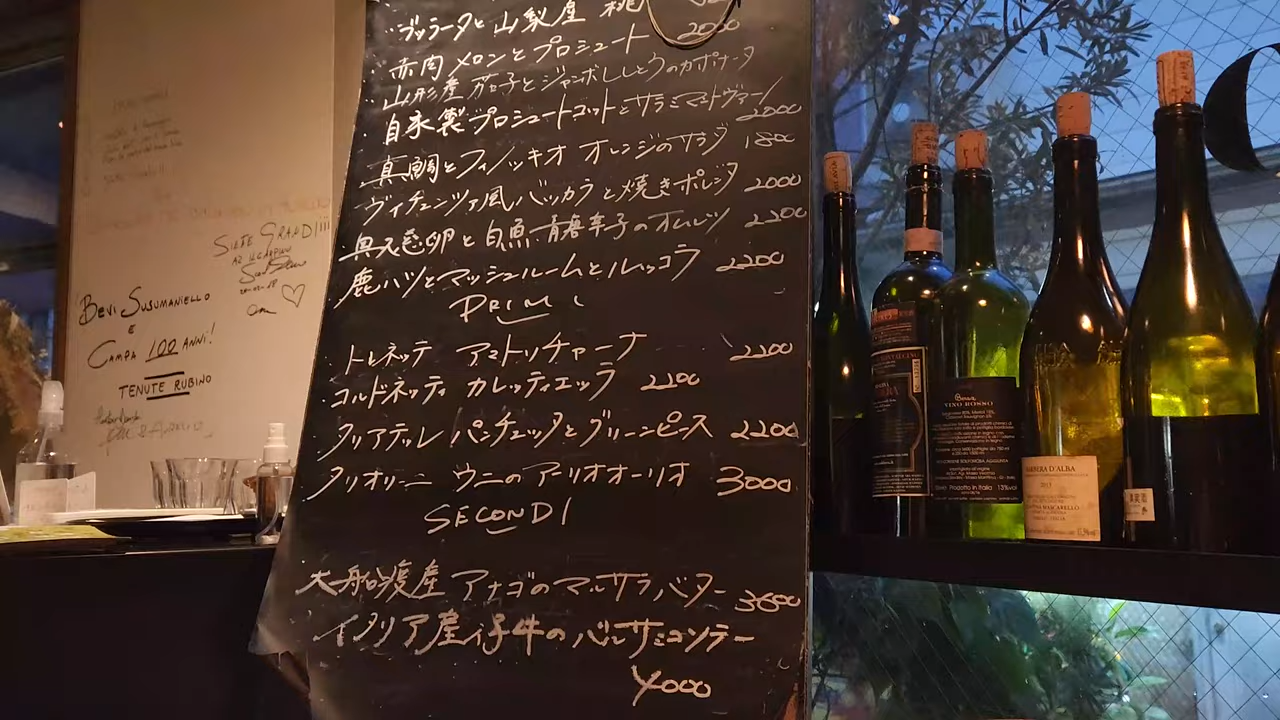 ブッラータと山梨産 桃
赤肉メロンとプロシュート 2000
山形産茄子とジャンボししとうのカポナータ
自家製プロシュートコットとサラミマントヴァ― 2000
真鯛とフィノッキオ オレンジのサラダ 1800
ヴィチェンツァ風バッカラと焼きポレンタ 2000
奥久慈卵と白魚 青唐辛子のオムレツ 2200
鹿ハツとマッシュルームとルッコラ 2200
PRIMI
トレネッテ アマトリチャーナ 2200
コルドネッティ カレッティエッラ 2200
タリアテッレ パンチェッタとグリーンピース 2200
タリオリーニ ウニのアーリオオーリオ 3000
SECONDI
大船渡産アナゴのマルサラバター 3600
イタリア産仔牛のバルサミコソテー
4000
SIETE GRANDI!!!
BEVI SUSUMANIELLO
E
CAMPA 100 ANNI!
TENUTE RUBINO
VINO ROSSO
Prodotto in Italia 13%vol
BARBERA D'ALBA
MASCARELLO